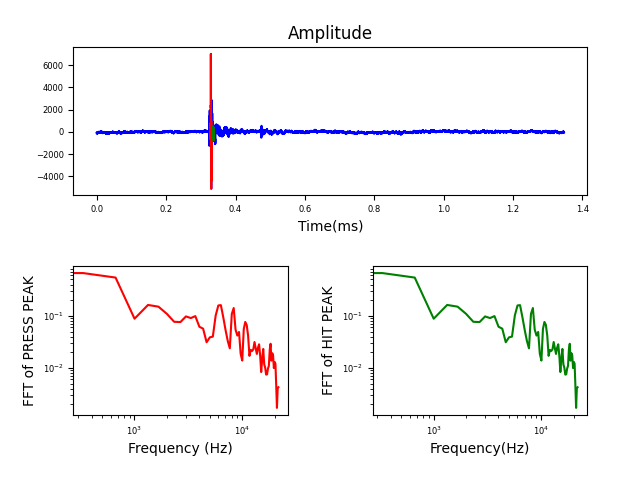 Amplitude
6000
4000
2000
0
−2000
−4000
0.0 0.2 0.4 0.6 0.8 1.0 1.2 1.4
Time(ms)
FFT of PRESS PEAK
10⁻¹
10⁻²
10³ 10⁴
Frequency (Hz)
FFT of HIT PEAK
10⁻¹
10⁻²
10³ 10⁴
Frequency(Hz)